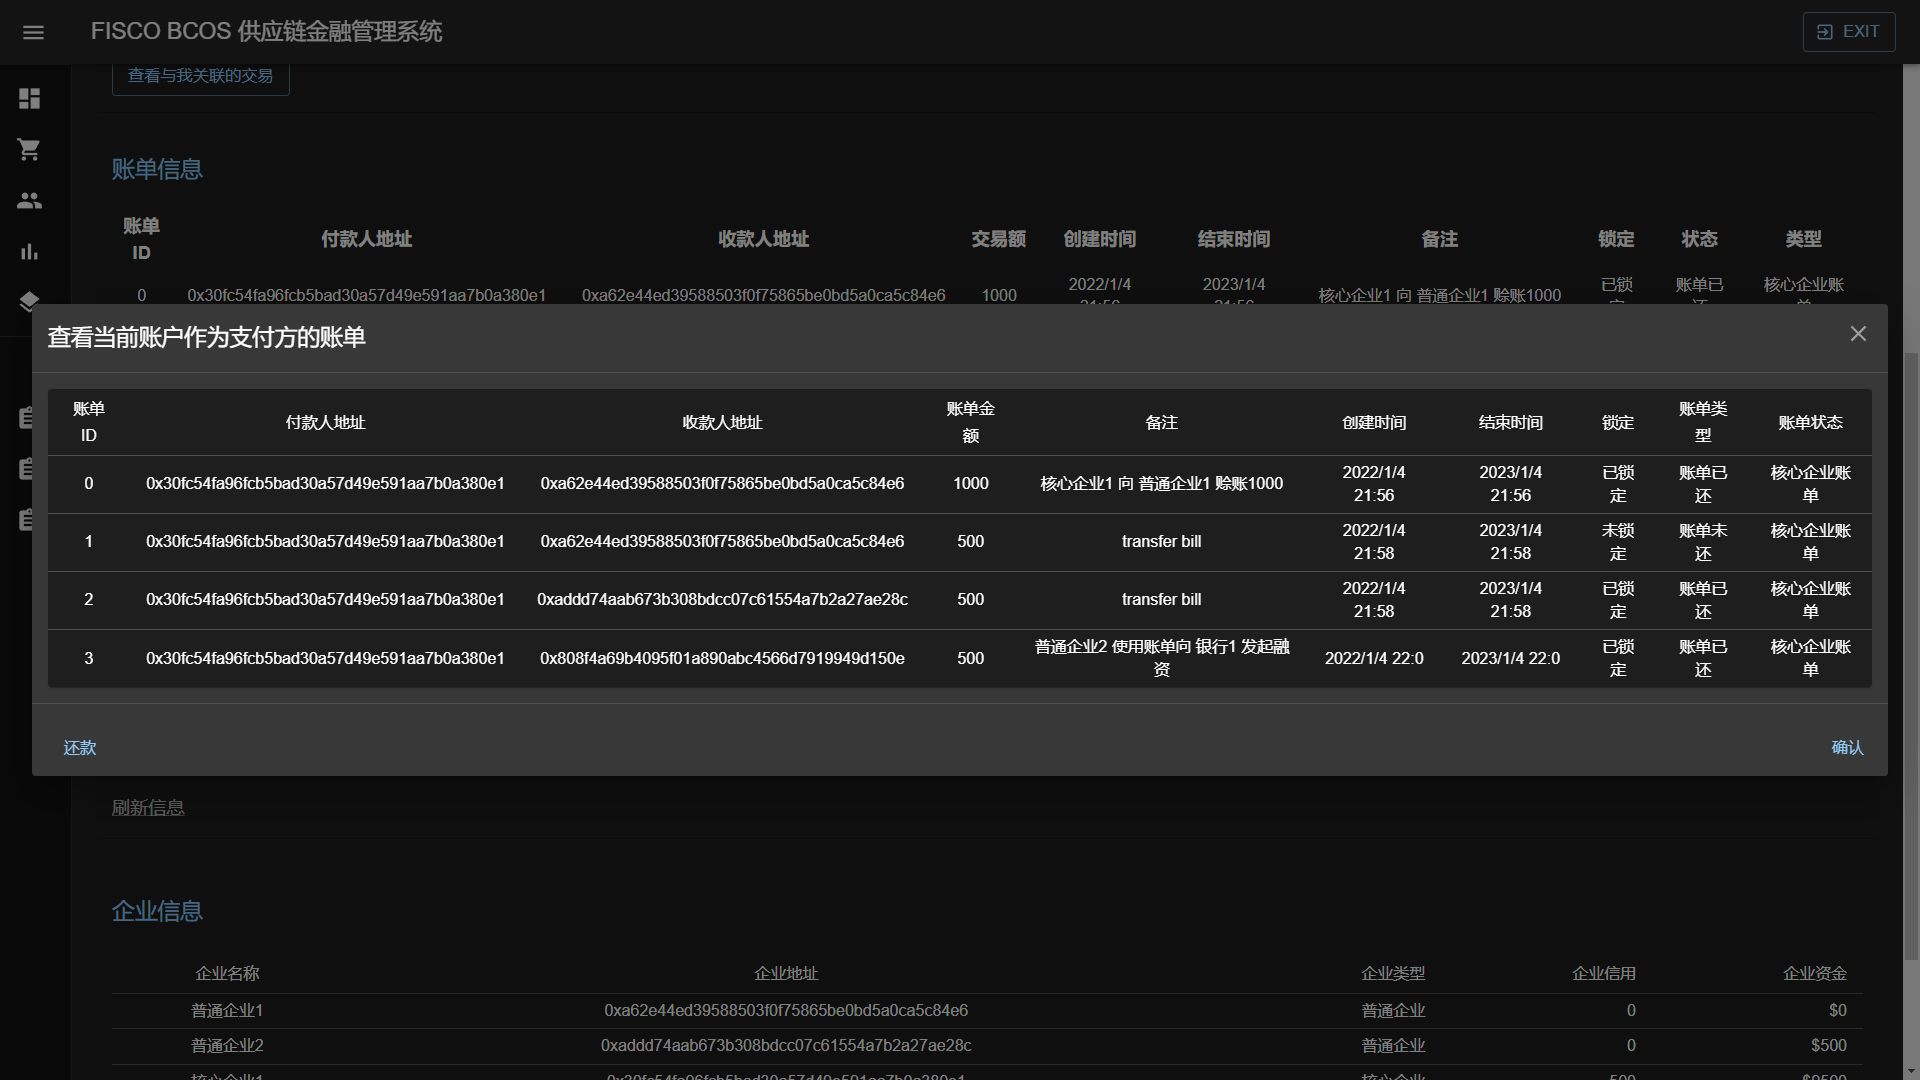 FISCO BCOS 供应链金融管理系统
EXIT
查看与我关联的交易
账单信息
账单ID 付款人地址 收款人地址 交易额 创建时间 结束时间 备注 锁定 状态 类型
0 0x30fc54fa96fcb5bad30a57d49e591aa7b0a380e1 0xa62e44ed39588503f0f75865be0bd5a0ca5c84e6 1000 2022/1/4 21:56 2023/1/4 21:56 核心企业1 向 普通企业1 赊账1000 已锁定 账单已还 核心企业账单
查看当前账户作为支付方的账单
账单ID 付款人地址 收款人地址 账单金额 备注 创建时间 结束时间 锁定 账单类型 账单状态
0 0x30fc54fa96fcb5bad30a57d49e591aa7b0a380e1 0xa62e44ed39588503f0f75865be0bd5a0ca5c84e6 1000 核心企业1 向 普通企业1 赊账1000 2022/1/4 21:56 2023/1/4 21:56 已锁定 账单已还 核心企业账单
1 0x30fc54fa96fcb5bad30a57d49e591aa7b0a380e1 0xa62e44ed39588503f0f75865be0bd5a0ca5c84e6 500 transfer bill 2022/1/4 21:58 2023/1/4 21:58 未锁定 账单未还 核心企业账单
2 0x30fc54fa96fcb5bad30a57d49e591aa7b0a380e1 0xaddd74aab673b308bdcc07c61554a7b2a27ae28c 500 transfer bill 2022/1/4 21:58 2023/1/4 21:58 已锁定 账单已还 核心企业账单
3 0x30fc54fa96fcb5bad30a57d49e591aa7b0a380e1 0x808f4a69b4095f01a890abc4566d7919949d150e 500 普通企业2 使用账单向 银行1 发起融资 2022/1/4 22:0 2023/1/4 22:0 已锁定 账单已还 核心企业账单
还款 确认
刷新信息
企业信息
企业名称 企业地址 企业类型 企业信用 企业资金
普通企业1 0xa62e44ed39588503f0f75865be0bd5a0ca5c84e6 普通企业 0 $0
普通企业2 0xaddd74aab673b308bdcc07c61554a7b2a27ae28c 普通企业 0 $500
核心企业1 0x30fc54fa96fcb5bad30a57d49e591aa7b0a380e1 核心企业 500